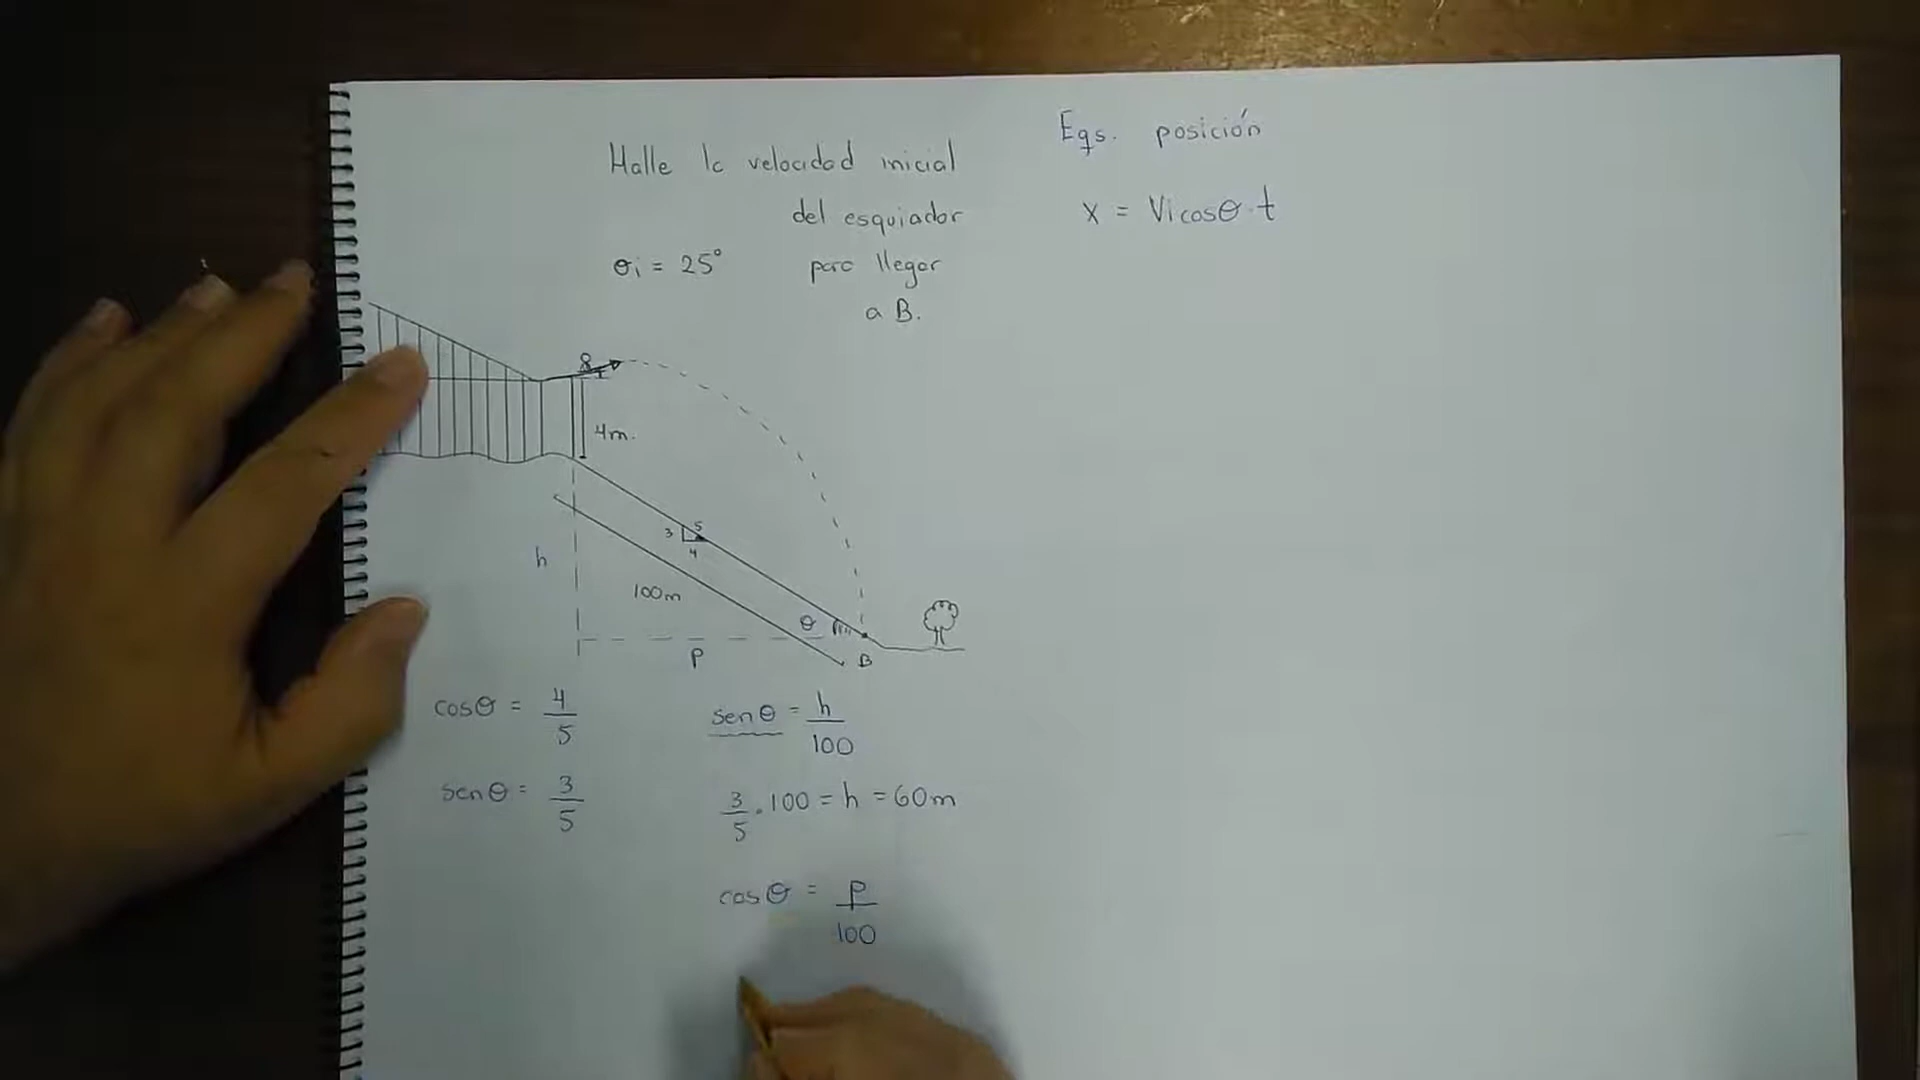 Halle la velocidad inicial
del esquiador
θi = 25° para llegar
a B.
Eqs. posición
x = Vicosθ·t
4m.
h
3 5
4
100m
θ
P
B
cosθ = 4/5
senθ = h/100
senθ = 3/5
3/5 . 100 = h = 60m
cosθ = P/100